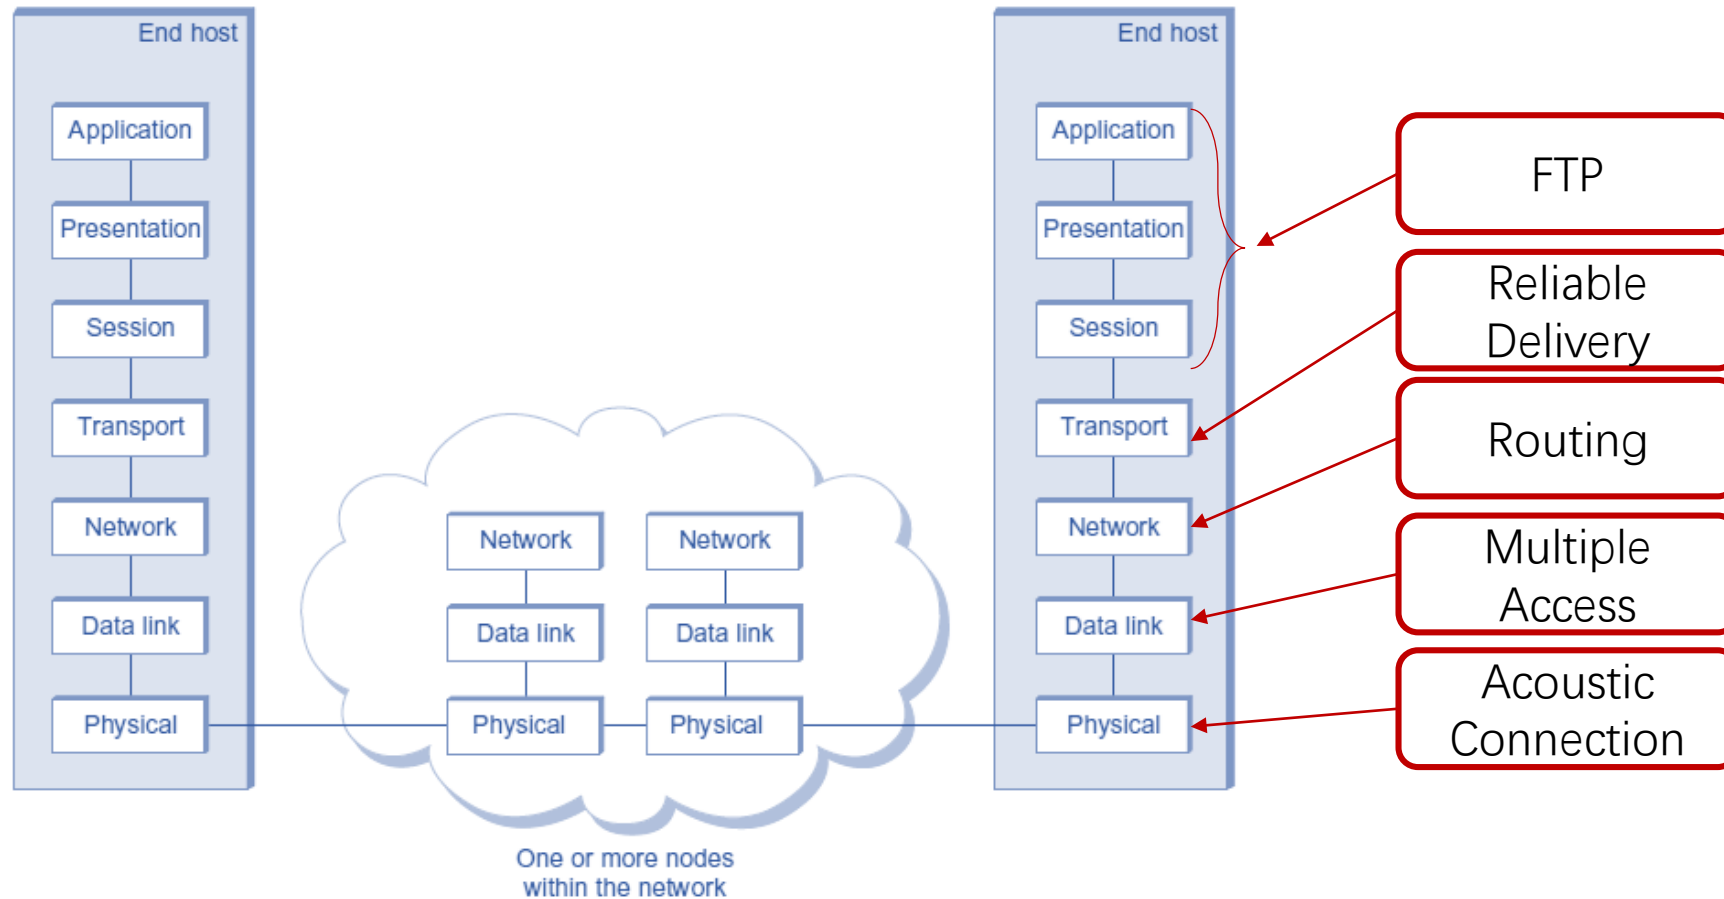 End host
Application
Presentation
Session
Transport
Network
Data link
Physical
Network
Data link
Physical
Network
Data link
Physical
One or more nodes
within the network
End host
Application
Presentation
Session
Transport
Network
Data link
Physical
FTP
Reliable
Delivery
Routing
Multiple
Access
Acoustic
Connection